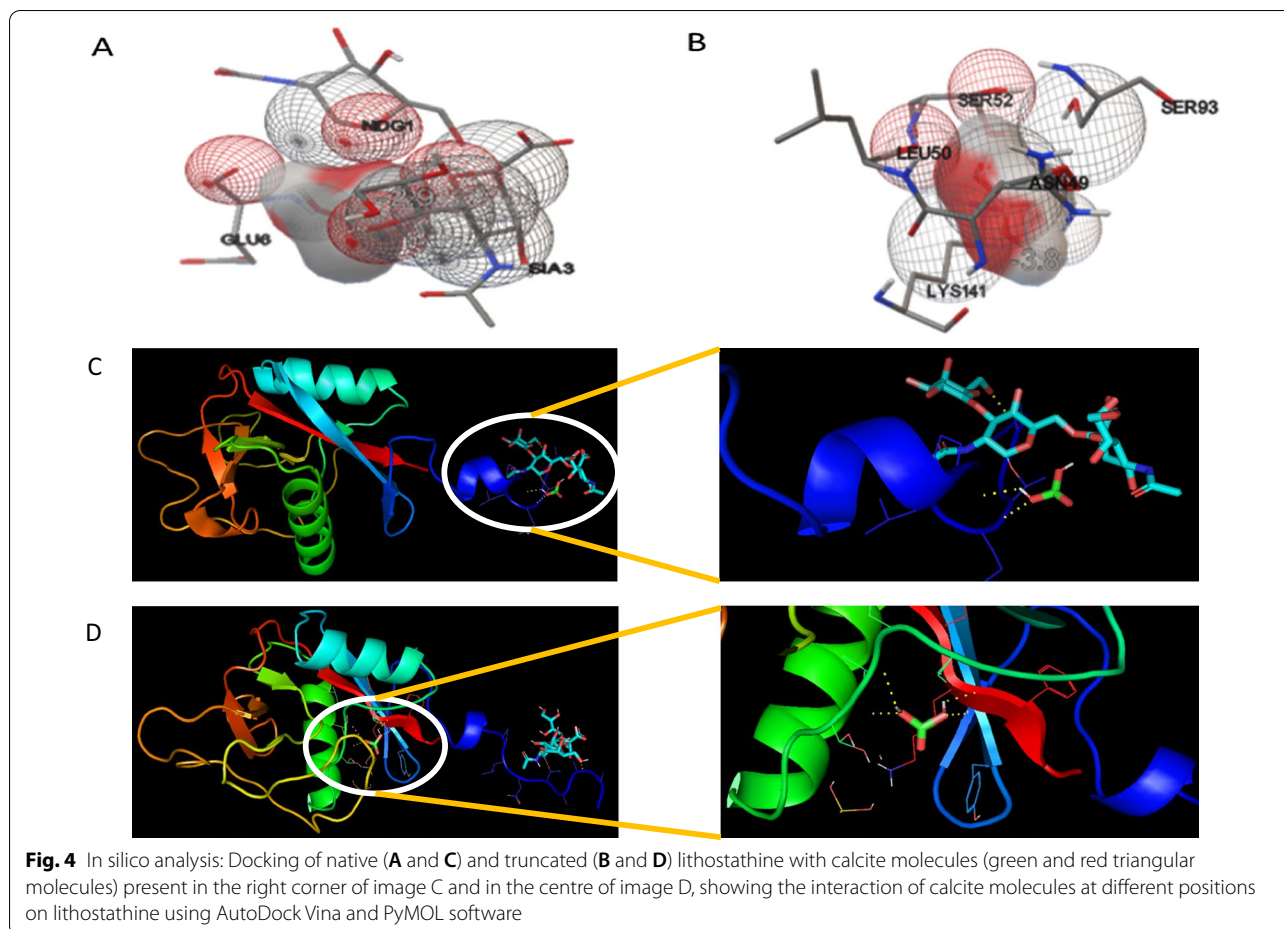 A
B
NDG1
GLU6
SIA3
SER52
SER93
LEU50
ASN49
-3.8
LYS141
C
D
Fig. 4 In silico analysis: Docking of native (A and C) and truncated (B and D) lithostathine with calcite molecules (green and red triangular
molecules) present in the right corner of image C and in the centre of image D, showing the interaction of calcite molecules at different positions
on lithostathine using AutoDock Vina and PyMOL software